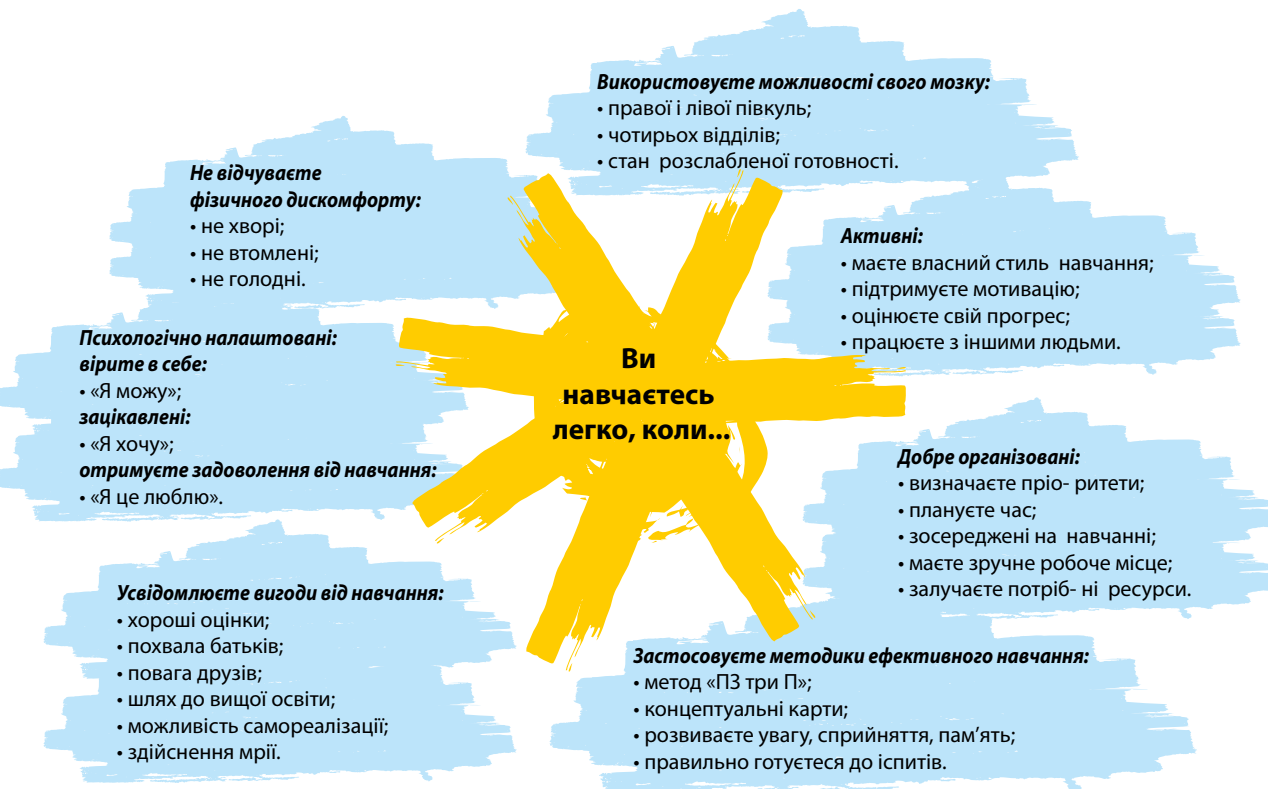 Використовуєте можливості свого мозку:
• правої і лівої півкуль;
• чотирьох відділів;
• стан розслабленої готовності.
Не відчуваєте
фізичного дискомфорту:
• не хворі;
• не втомлені;
• не голодні.
Активні:
• маєте власний стиль навчання;
• підтримуєте мотивацію;
• оцінюєте свій прогрес;
• працюєте з іншими людьми.
Психологічно налаштовані:
вірите в себе:
• «Я можу»;
зацікавлені:
• «Я хочу»;
отримуєте задоволення від навчання:
• «Я це люблю».
Ви
навчаєтесь
легко, коли...
Добре організовані:
• визначаєте пріо- ритети;
• плануєте час;
• зосереджені на навчанні;
• маєте зручне робоче місце;
• залучаєте потріб- ні ресурси.
Усвідомлюєте вигоди від навчання:
• хороші оцінки;
• похвала батьків;
• повага друзів;
• шлях до вищої освіти;
• можливість самореалізації;
• здійснення мрії.
Застосовуєте методики ефективного навчання:
• метод «ПЗ три П»;
• концептуальні карти;
• розвиваєте увагу, сприйняття, пам’ять;
• правильно готуєтеся до іспитів.